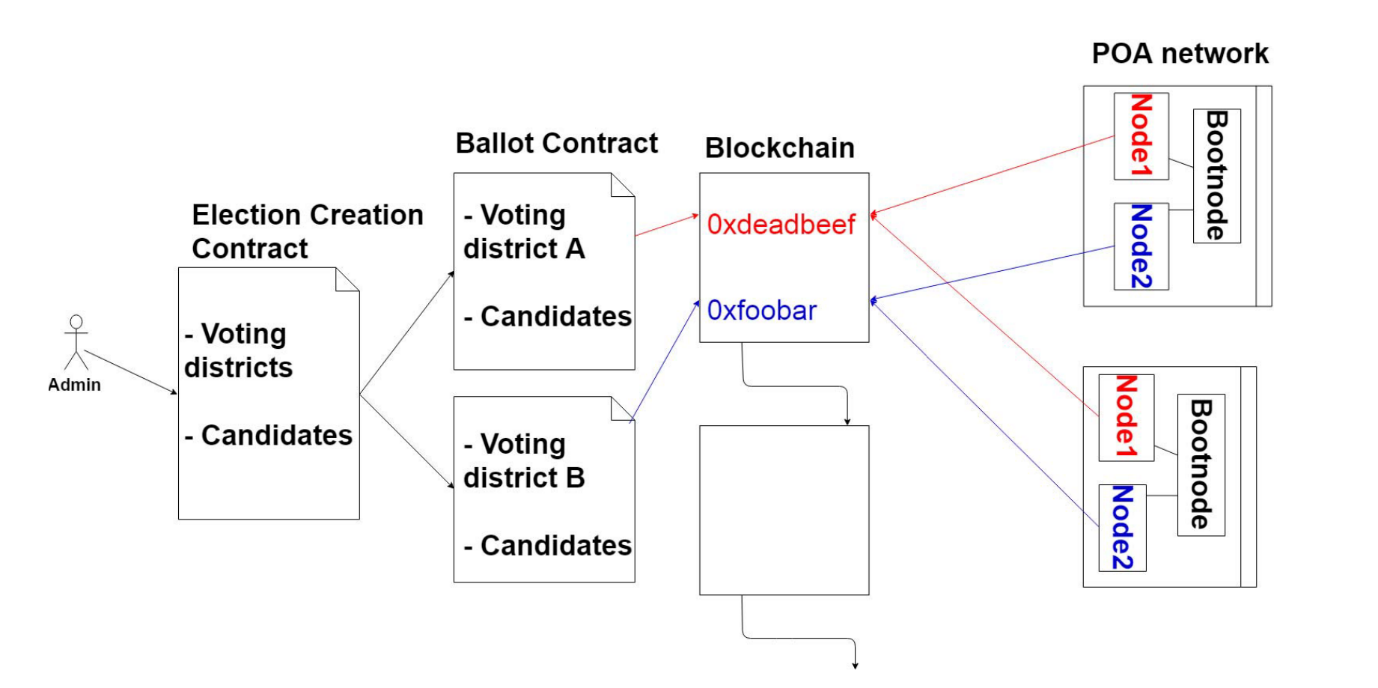 POA network
Node1
Bootnode
Node2
Ballot Contract
Blockchain
- Voting
district A
- Candidates
0xdeadbeef
0xfoobar
Election Creation
Contract
- Voting
districts
- Candidates
Admin
- Voting
district B
- Candidates
Node1
Bootnode
Node2